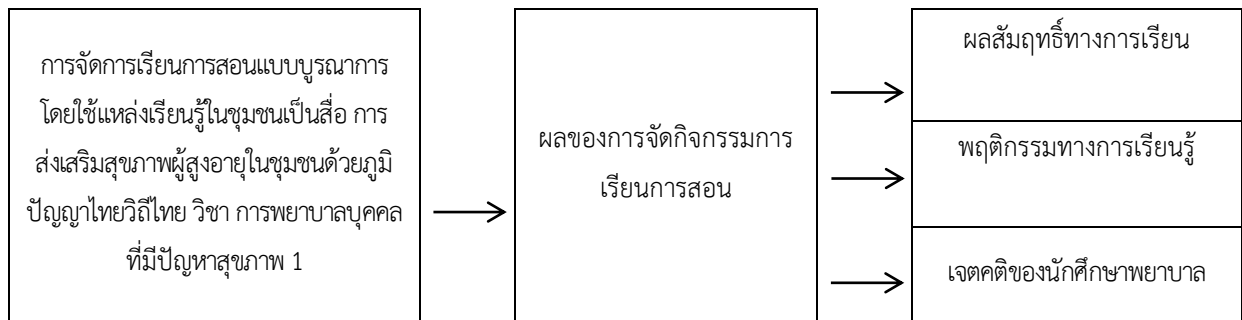 การจัดการเรียนการสอนแบบบูรณาการ
โดยใช้แหล่งเรียนรู้ในชุมชนเป็นสื่อ การ
ส่งเสริมสุขภาพผู้สูงอายุในชุมชนด้วยภูมิ
ปัญญาไทยวิถีไทย วิชา การพยาบาลบุคคล
ที่มีปัญหาสุขภาพ 1
ผลของการจัดกิจกรรมการ
เรียนการสอน
ผลสัมฤทธิ์ทางการเรียน
พฤติกรรมทางการเรียนรู้
เจตคติของนักศึกษาพยาบาล